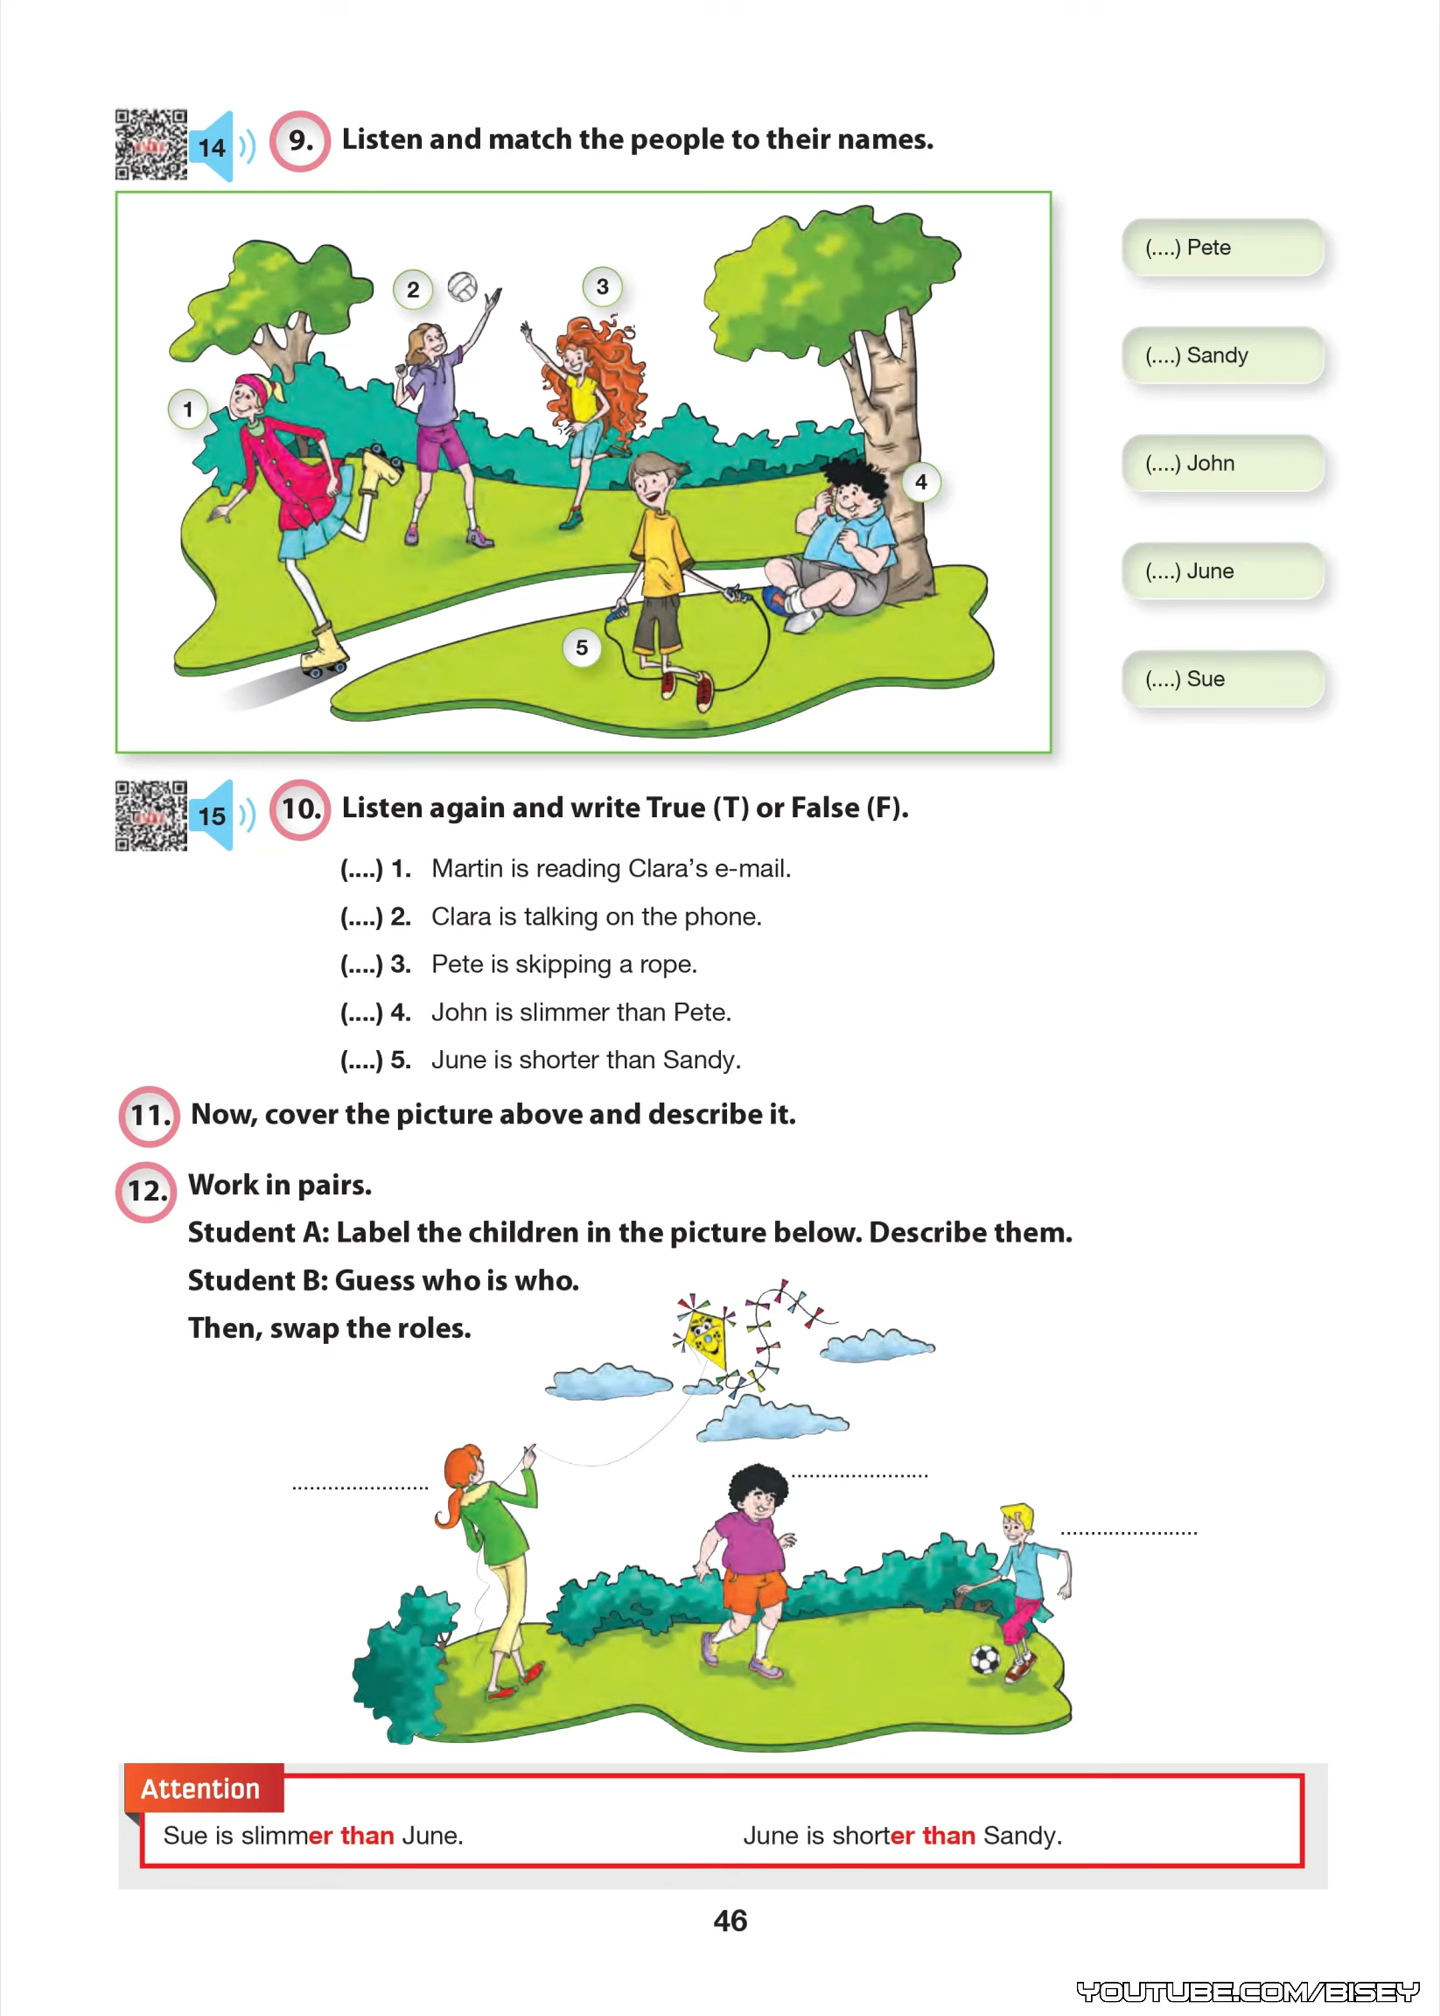 14 9. Listen and match the people to their names.
1
2
3
4
5
(....) Pete
(....) Sandy
(....) John
(....) June
(....) Sue
15 10. Listen again and write True (T) or False (F).
(....) 1. Martin is reading Clara’s e-mail.
(....) 2. Clara is talking on the phone.
(....) 3. Pete is skipping a rope.
(....) 4. John is slimmer than Pete.
(....) 5. June is shorter than Sandy.
11. Now, cover the picture above and describe it.
12. Work in pairs.
Student A: Label the children in the picture below. Describe them.
Student B: Guess who is who.
Then, swap the roles.
.......................
.......................
.......................
Attention
Sue is slimmer than June. June is shorter than Sandy.
46
YOUTUBE.COM/BISEY